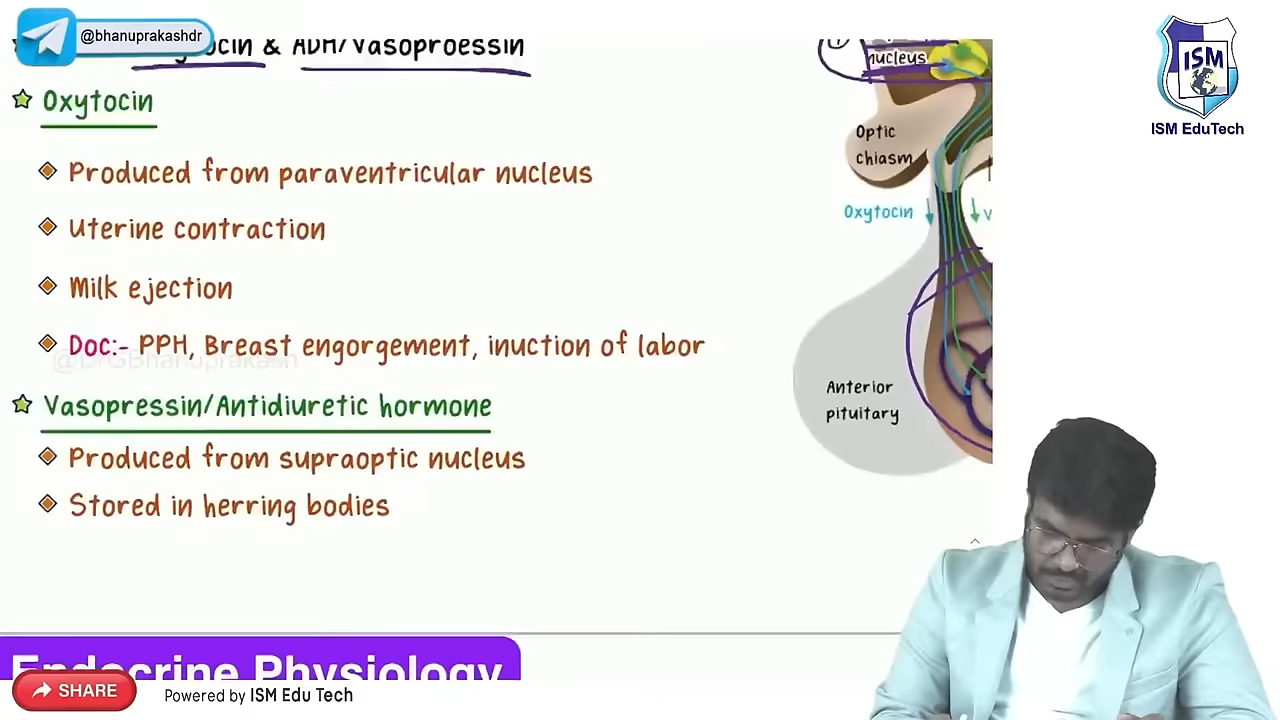 @bhanuprakashdr
& ADH/Vasoproessin
Oxytocin
Produced from paraventricular nucleus
Uterine contraction
Milk ejection
Doc:- PPH, Breast engorgement, inuction of labor
@DrGBhanuprakash
Vasopressin/Antidiuretic hormone
Produced from supraoptic nucleus
Stored in herring bodies
nucleus
Optic
chiasm
Oxytocin
V
Anterior
pituitary
ISM
ISM EduTech
Endocrine Physiology
SHARE
Powered by ISM Edu Tech